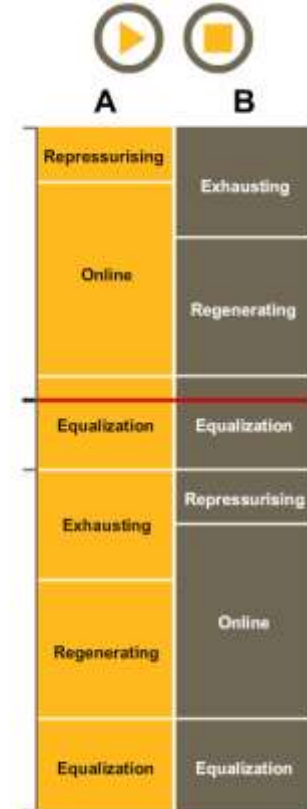 A B
Repressurising
Exhausting
Online
Regenerating
Equalization Equalization
Repressurising
Exhausting
Online
Regenerating
Equalization Equalization